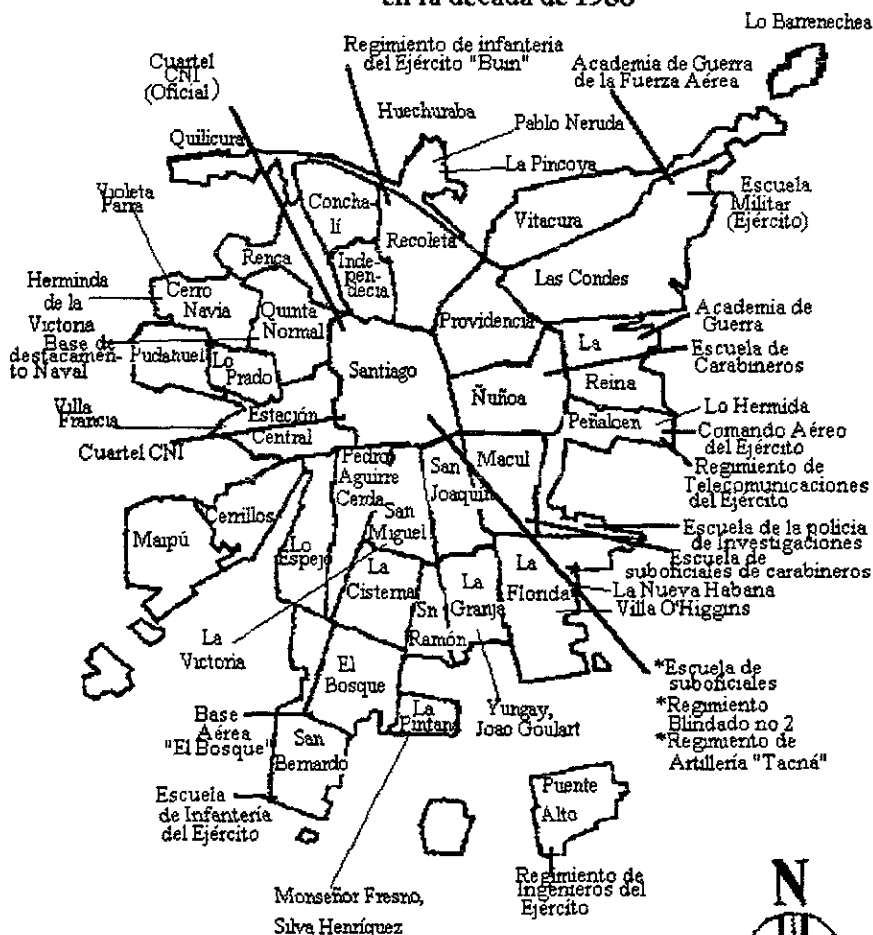 en la década de 1980
Lo Barrenechea
Regimiento de infanteria
del Ejército "Buin"
Cuartel
CNI
(Oficial)
Academia de Guerra
de la Fuerza Aérea
Huechuraba
Pablo Neruda
Quilicura
La Pincoya
Violeta
Parra
Escuela
Militar
(Ejército)
Concha-
lí
Vitacura
Recoleta
Renca
Inde-
pen-
decia
Las Condes
Herminda
de la
Victoria
Cerro
Navia
Quinta
Normal
Providencia
Academia de
Guerra
Base de
destacamen-
to Naval
Pudahuel
Lo
Prado
La
Reina
Escuela de
Carabineros
Santiago
Ñuñoa
Villa
Francia
Estación
Central
Peñaloen
Lo Hermida
Comando Aéreo
del Ejército
Cuartel CNI
Pedro
Aguirre
Cerda
San
Joaquín
Macul
Regimiento de
Telecomunicaciones
del Ejército
Maipú
Cerrillos
San
Miguel
Lo
Espejo
Escuela de la policia
de Investigaciones
Escuela de
suboficiales de carabineros
La
Cisterna
La
Granja
La
Florida
La Nueva Habana
Villa O'Higgins
Sn
Ramón
La
Victoria
El
Bosque
*Escuela de
suboficiales
*Regimiento
Blindado no 2
*Regimiento de
Artillería "Tacná"
Base
Aérea
"El Bosque"
La
Pintana
Yungay,
Joao Goulart
San
Bernardo
Puente
Alto
Escuela
de Infantería
del Ejército
Regimiento de
Ingenieros del
Ejército
Monseñor Fresno,
Silva Henríquez
N